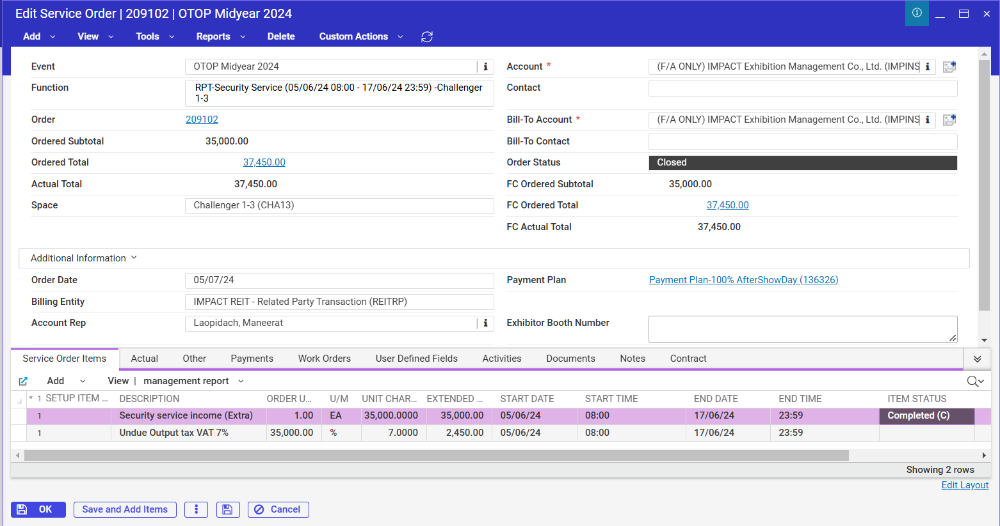 Edit Service Order | 209102 | OTOP Midyear 2024
Add View Tools Reports Delete Custom Actions
Event OTOP Midyear 2024 Account * (F/A ONLY) IMPACT Exhibition Management Co., Ltd. (IMPINS
Function RPT-Security Service (05/06/24 08:00 - 17/06/24 23:59) -Challenger Contact
1-3
Order 209102 Bill-To Account * (F/A ONLY) IMPACT Exhibition Management Co., Ltd. (IMPINS
Ordered Subtotal 35,000.00 Bill-To Contact
Ordered Total 37,450.00 Order Status Closed
Actual Total 37,450.00 FC Ordered Subtotal 35,000.00
Space Challenger 1-3 (CHA13) FC Ordered Total 37,450.00
FC Actual Total 37,450.00
Additional Information
Order Date 05/07/24 Payment Plan Payment Plan-100% AfterShowDay (136326)
Billing Entity IMPACT REIT - Related Party Transaction (REITRP)
Account Rep Laopidach, Maneerat Exhibitor Booth Number
Service Order Items Actual Other Payments Work Orders User Defined Fields Activities Documents Notes Contract
Add View | management report
* 1 SETUP ITEM ... DESCRIPTION ORDER U... U/M UNIT CHAR... EXTENDED ... START DATE START TIME END DATE END TIME ITEM STATUS
1 Security service income (Extra) 1.00 EA 35,000.0000 35,000.00 05/06/24 08:00 17/06/24 23:59 Completed (C)
1 Undue Output tax VAT 7% 35,000.00 % 7.0000 2,450.00 05/06/24 08:00 17/06/24 23:59
Showing 2 rows
Edit Layout
OK Save and Add Items Cancel